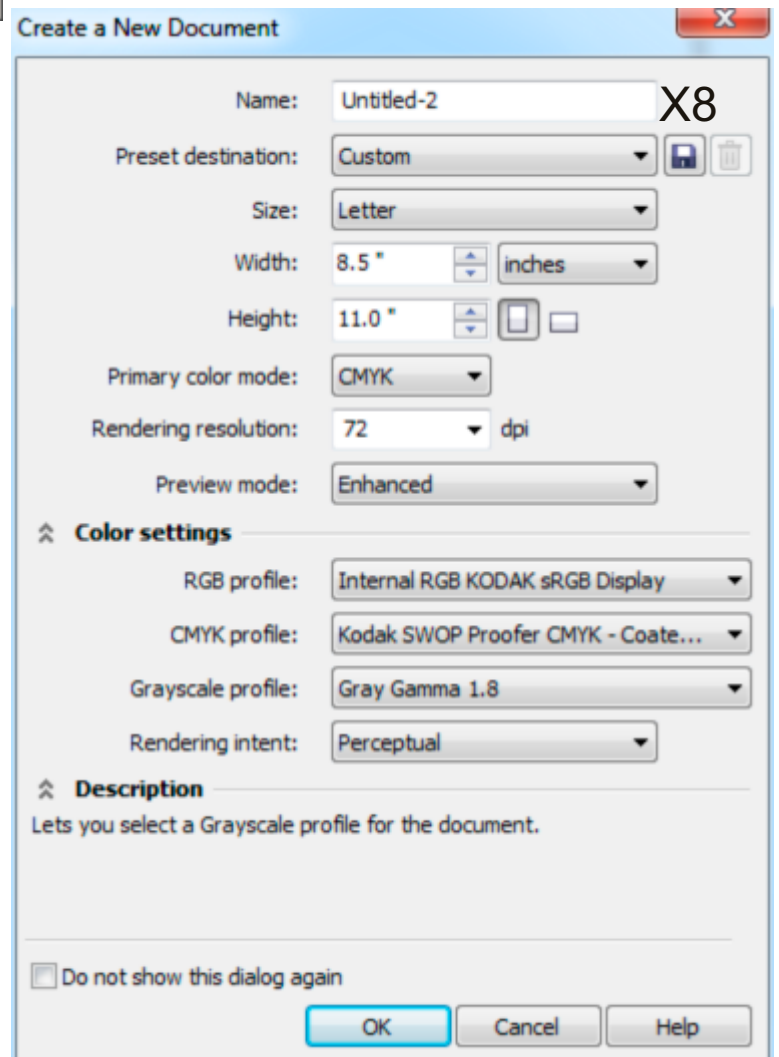 Create a New Document
X
Name: Untitled-2 X8
Preset destination: Custom
Size: Letter
Width: 8.5 " inches
Height: 11.0 "
Primary color mode: CMYK
Rendering resolution: 72 dpi
Preview mode: Enhanced
Color settings
RGB profile: Internal RGB KODAK sRGB Display
CMYK profile: Kodak SWOP Proofer CMYK - Coate...
Grayscale profile: Gray Gamma 1.8
Rendering intent: Perceptual
Description
Lets you select a Grayscale profile for the document.
Do not show this dialog again
OK Cancel Help